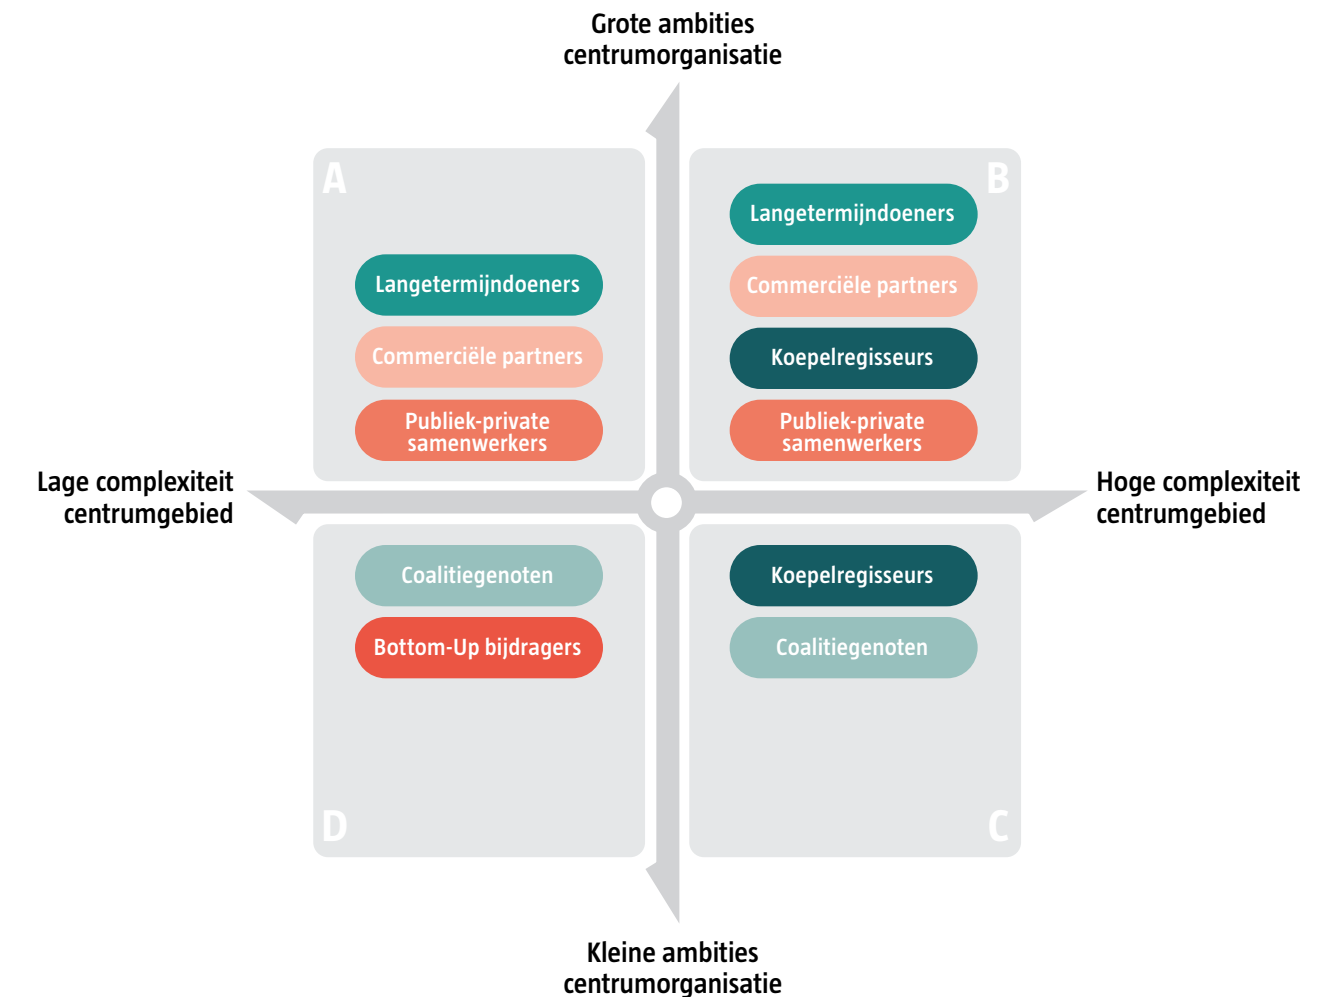 Grote ambities
centrumorganisatie
A
Langetermijndoeners
Commerciële partners
Publiek-private
samenwerkers
B
Langetermijndoeners
Commerciële partners
Koepelregisseurs
Publiek-private
samenwerkers
Lage complexiteit
centrumgebied
Hoge complexiteit
centrumgebied
Coalitiegenoten
Bottom-Up bijdragers
D
Koepelregisseurs
Coalitiegenoten
C
Kleine ambities
centrumorganisatie